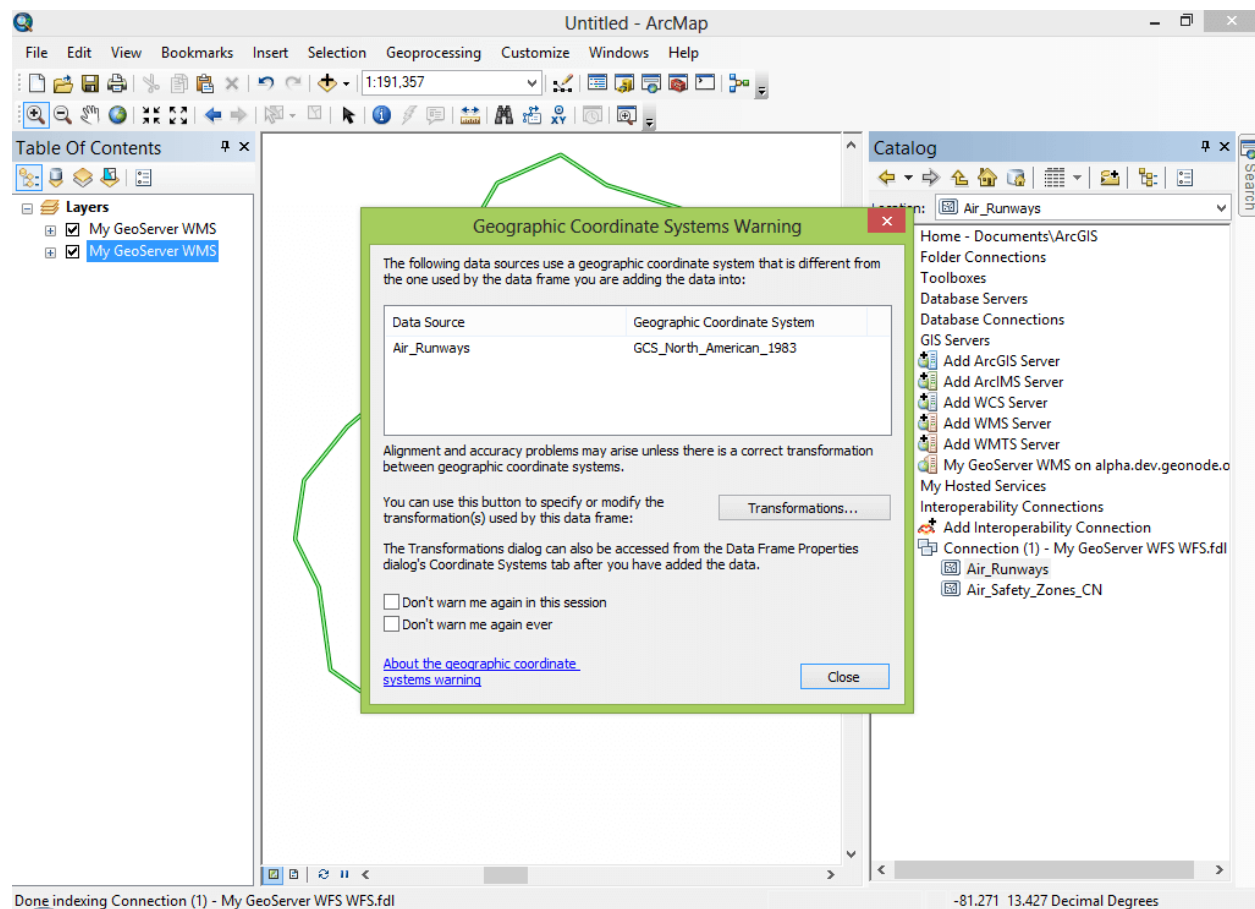 Untitled - ArcMap
File Edit View Bookmarks Insert Selection Geoprocessing Customize Windows Help
1:191,357
Table Of Contents
Layers
My GeoServer WMS
My GeoServer WMS
Geographic Coordinate Systems Warning
The following data sources use a geographic coordinate system that is different from
the one used by the data frame you are adding the data into:
Data Source Geographic Coordinate System
Air_Runways GCS_North_American_1983
Alignment and accuracy problems may arise unless there is a correct transformation
between geographic coordinate systems.
You can use this button to specify or modify the
transformation(s) used by this data frame:
Transformations...
The Transformations dialog can also be accessed from the Data Frame Properties
dialog's Coordinate Systems tab after you have added the data.
Don't warn me again in this session
Don't warn me again ever
About the geographic coordinate
systems warning
Close
Catalog
Air_Runways
Home - Documents\ArcGIS
Folder Connections
Toolboxes
Database Servers
Database Connections
GIS Servers
Add ArcGIS Server
Add ArcIMS Server
Add WCS Server
Add WMS Server
Add WMTS Server
My GeoServer WMS on alpha.dev.geonode.o
My Hosted Services
Interoperability Connections
Add Interoperability Connection
Connection (1) - My GeoServer WFS WFS.fdl
Air_Runways
Air_Safety_Zones_CN
Search
Done indexing Connection (1) - My GeoServer WFS WFS.fdl
-81.271 13.427 Decimal Degrees